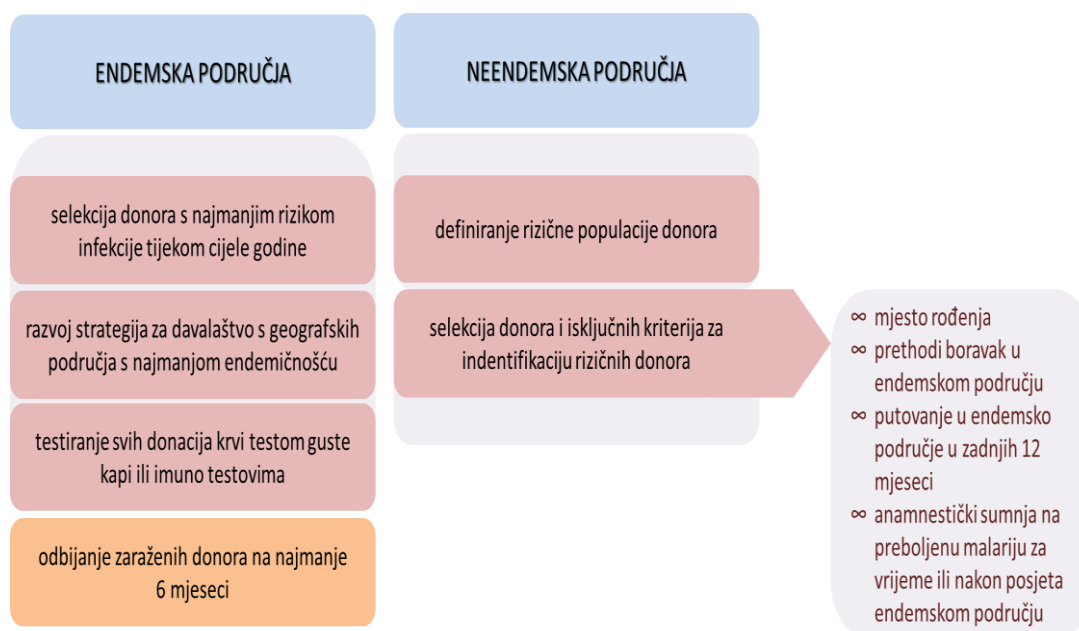 ENDEMSKA PODRUČJA
selekcija donora s najmanjim rizikom
infekcije tijekom cijele godine
razvoj strategija za davalaštvo s geografskih
područja s najmanjom endemičnošću
testiranje svih donacija krvi testom guste
kapi ili imuno testovima
odbijanje zaraženih donora na najmanje
6 mjeseci
NEENDEMSKA PODRUČJA
definiranje rizične populacije donora
selekcija donora i isključnih kriterija za
indentifikaciju rizičnih donora
∞ mjesto rođenja
∞ prethodi boravak u
endemskom području
∞ putovanje u endemsko
područje u zadnjih 12
mjeseci
∞ anamnestički sumnja na
preboljenu malariju za
vrijeme ili nakon posjeta
endemskom području